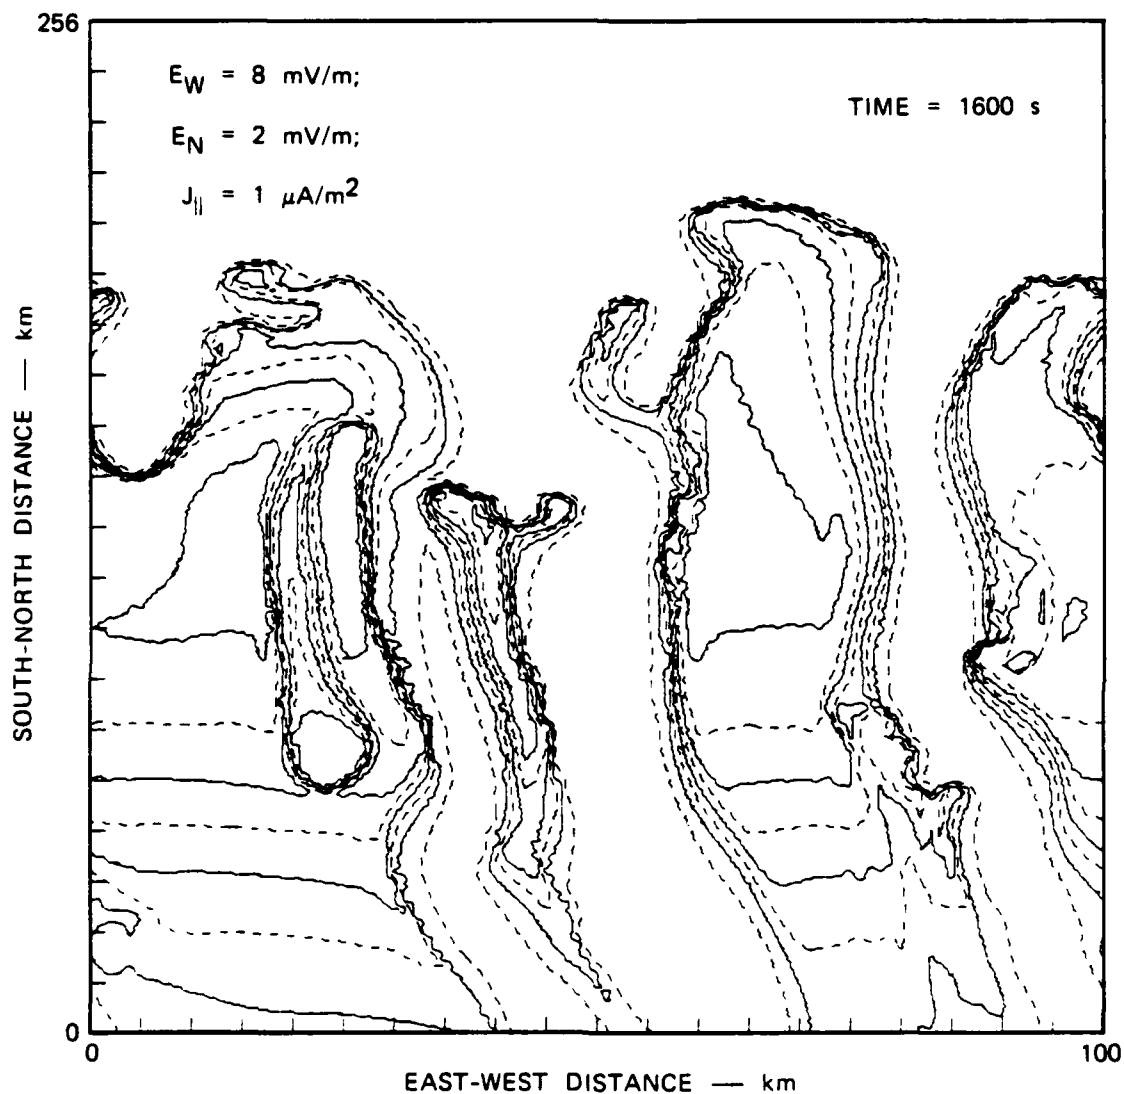 256
E_W = 8 mV/m;
E_N = 2 mV/m;
J_|| = 1 μA/m²
TIME = 1600 s
SOUTH-NORTH DISTANCE — km
0
0
100
EAST-WEST DISTANCE — km